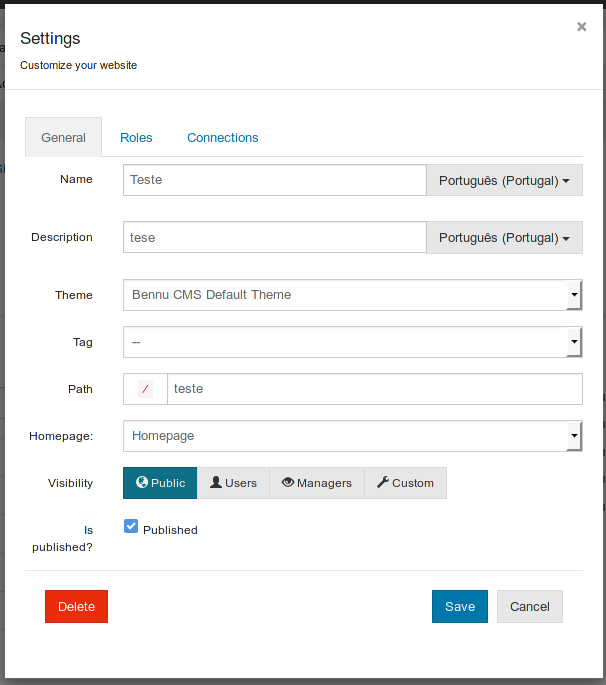 Settings
×
Customize your website
General Roles Connections
Name Teste Português (Portugal)
Description tese Português (Portugal)
Theme Bennu CMS Default Theme
Tag --
Path / teste
Homepage: Homepage
Visibility Public Users Managers Custom
Is published? Published
Delete Save Cancel